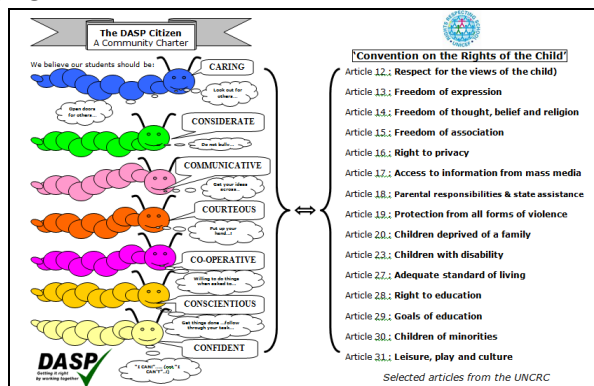 The DASP Citizen
A Community Charter
We believe our students should be:
CARING
Look out for
others...
Open doors
for others...
CONSIDERATE
Do not bully...
COMMUNICATIVE
Get your ideas
across...
COURTEOUS
Put up your
hand...!
CO-OPERATIVE
Willing to do things
when asked to...
CONSCIENTIOUS
Get things done...follow
through your task...
CONFIDENT
DASP
Getting it right
by working together
UNICEF
'Convention on the Rights of the Child'
Article 12 : Respect for the views of the child)
Article 13 : Freedom of expression
Article 14 : Freedom of thought, belief and religion
Article 15 : Freedom of association
Article 16 : Right to privacy
Article 17 : Access to information from mass media
Article 18 : Parental responsibilities & state assistance
Article 19 : Protection from all forms of violence
Article 20 : Children deprived of a family
Article 23 : Children with disability
Article 27 : Adequate standard of living
Article 28 : Right to education
Article 29 : Goals of education
Article 30 : Children of minorities
Article 31 : Leisure, play and culture
Selected articles from the UNCRC